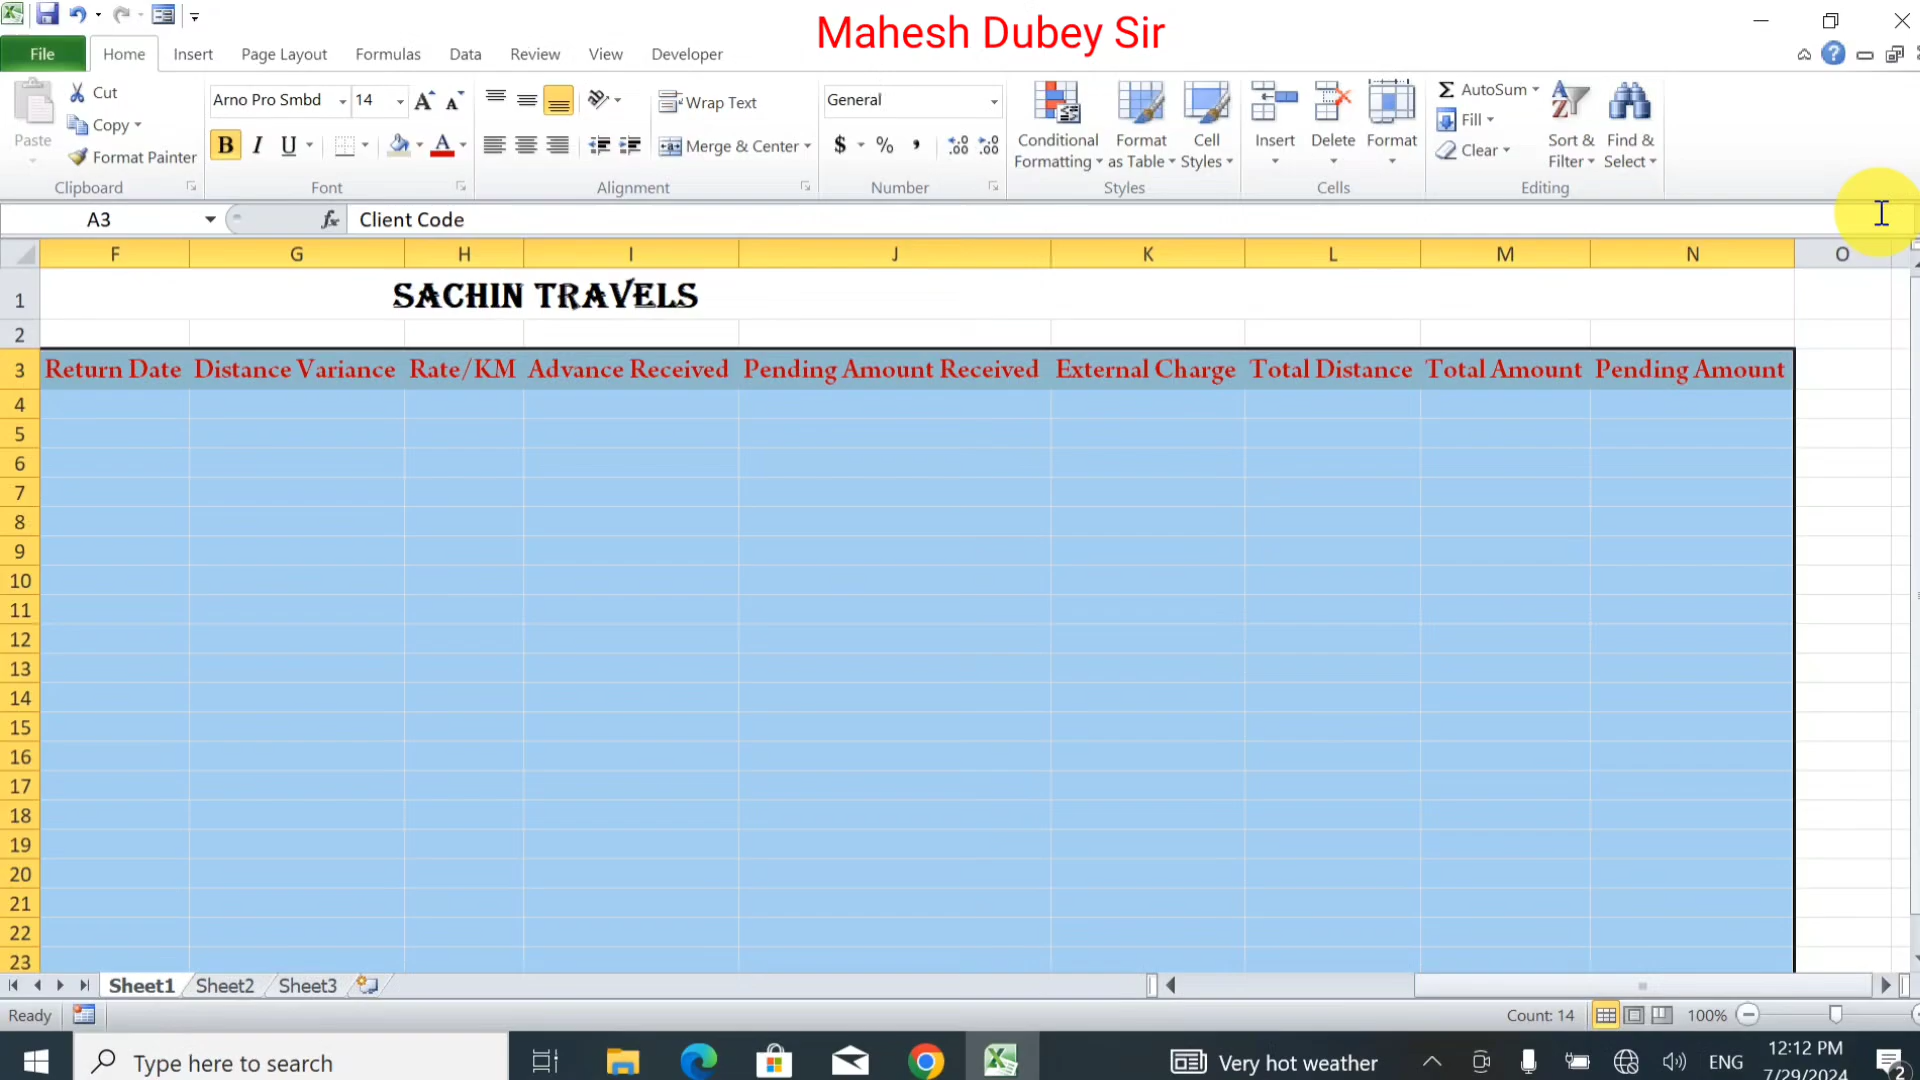 Mahesh Dubey Sir
File Home Insert Page Layout Formulas Data Review View Developer
Paste Cut Copy Format Painter Clipboard
Arno Pro Smbd 14 B I U Font
Wrap Text Merge & Center Alignment
General $ % , Number
Conditional Formatting Format as Table Cell Styles Styles
Insert Delete Format Cells
Σ AutoSum Fill Clear Sort & Filter Find & Select Editing
A3 fx Client Code
F G H I J K L M N O
1 SACHIN TRAVELS
2
3 Return Date Distance Variance Rate/KM Advance Received Pending Amount Received External Charge Total Distance Total Amount Pending Amount
4
5
6
7
8
9
10
11
12
13
14
15
16
17
18
19
20
21
22
23
Sheet1 Sheet2 Sheet3
Ready Count: 14 100%
Type here to search Very hot weather ENG 12:12 PM
7/29/2024 2